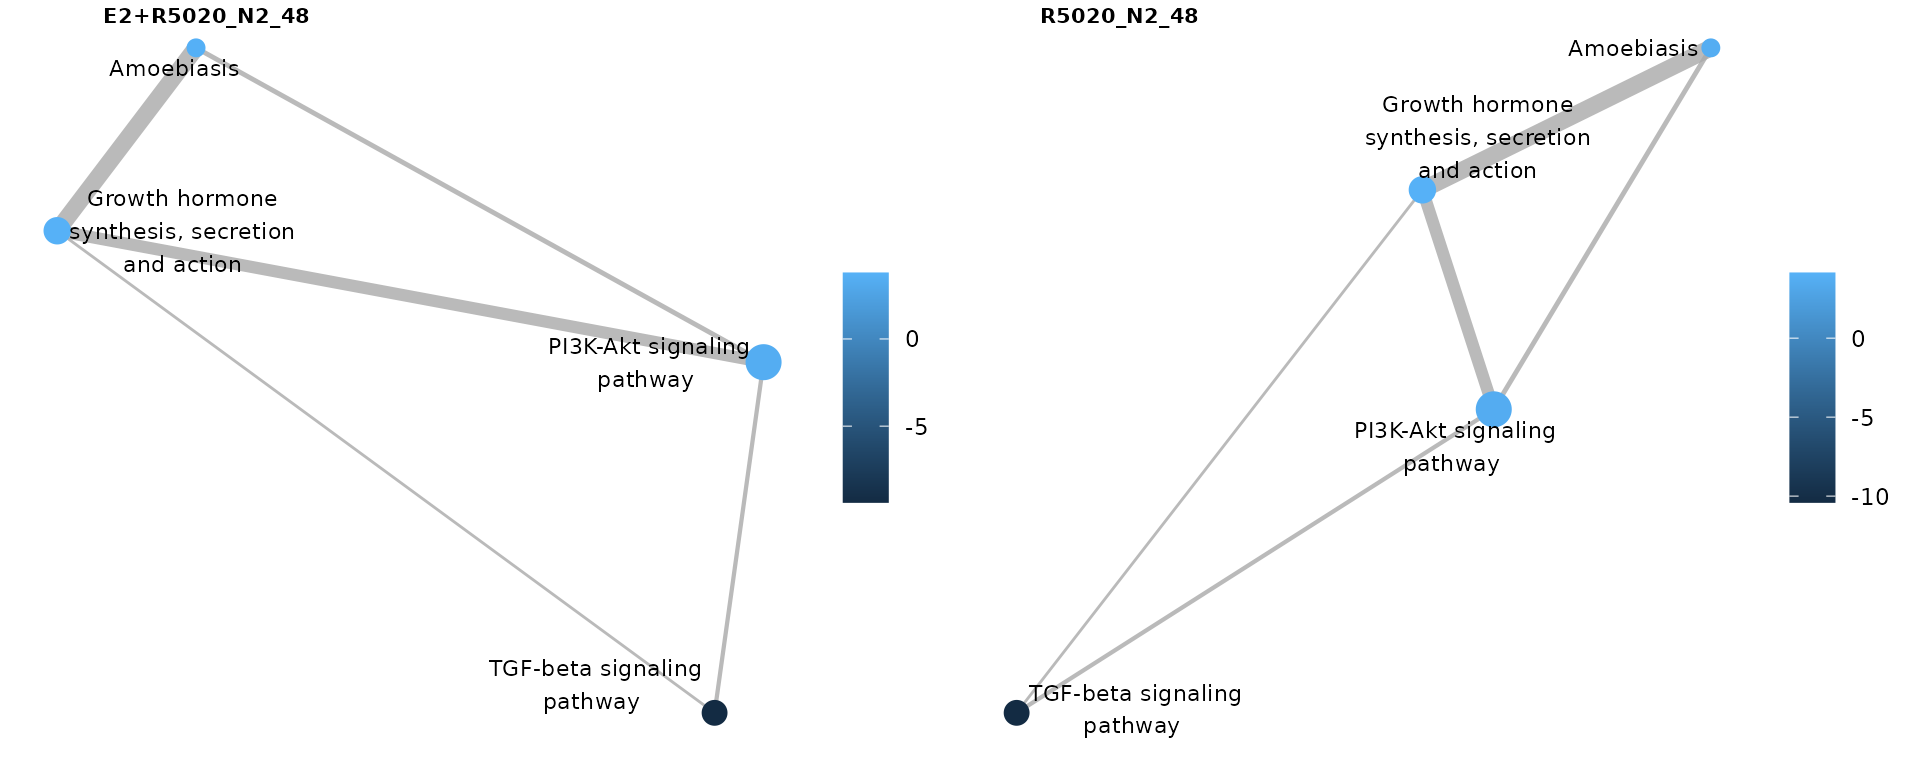 E2+R5020_N2_48
Amoebiasis
Growth hormone
synthesis, secretion
and action
PI3K-Akt signaling
pathway
TGF-beta signaling
pathway
0
-5
R5020_N2_48
Amoebiasis
Growth hormone
synthesis, secretion
and action
PI3K-Akt signaling
pathway
TGF-beta signaling
pathway
0
-5
-10